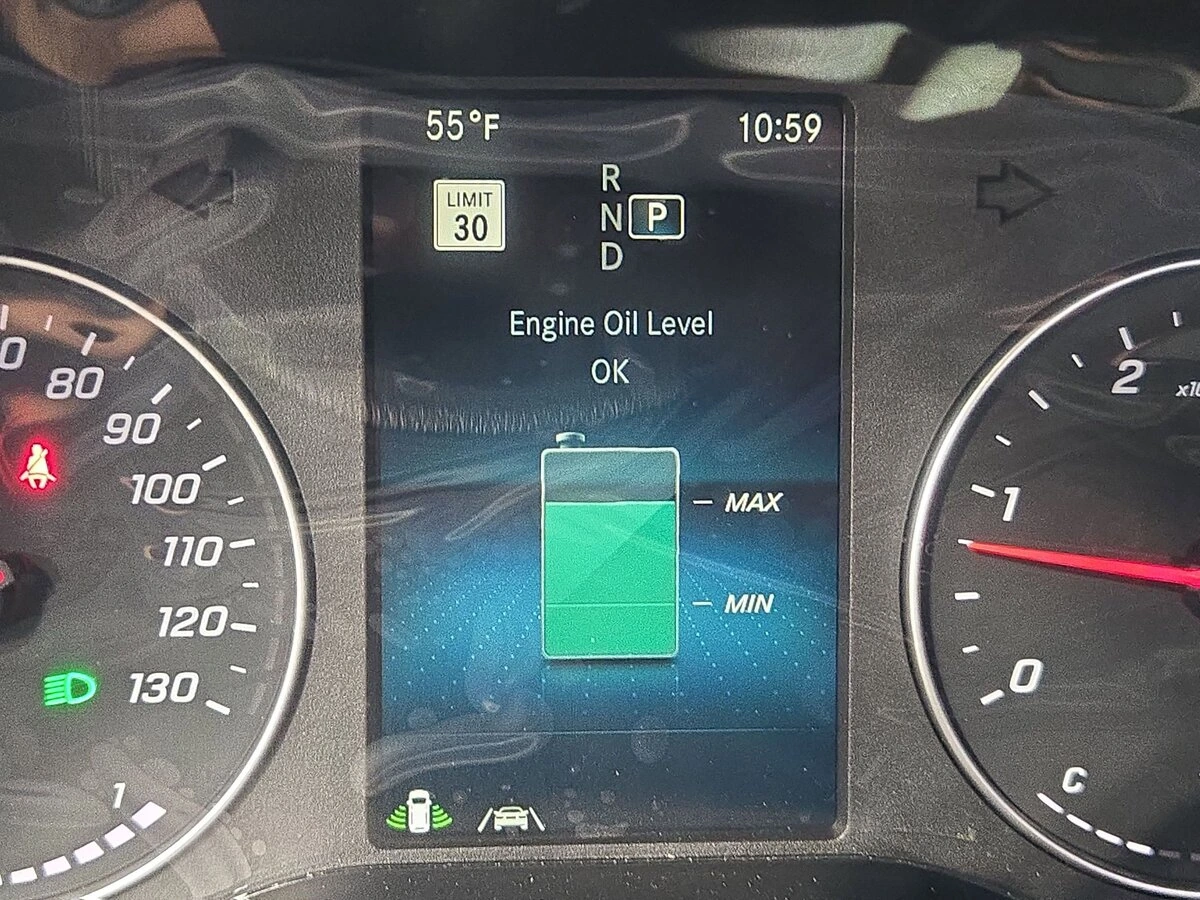 55°F
10:59
LIMIT
30
R
N
P
D
Engine Oil Level
OK
MAX
MIN
80
90
100
110
120
130
1
2
1
0
C